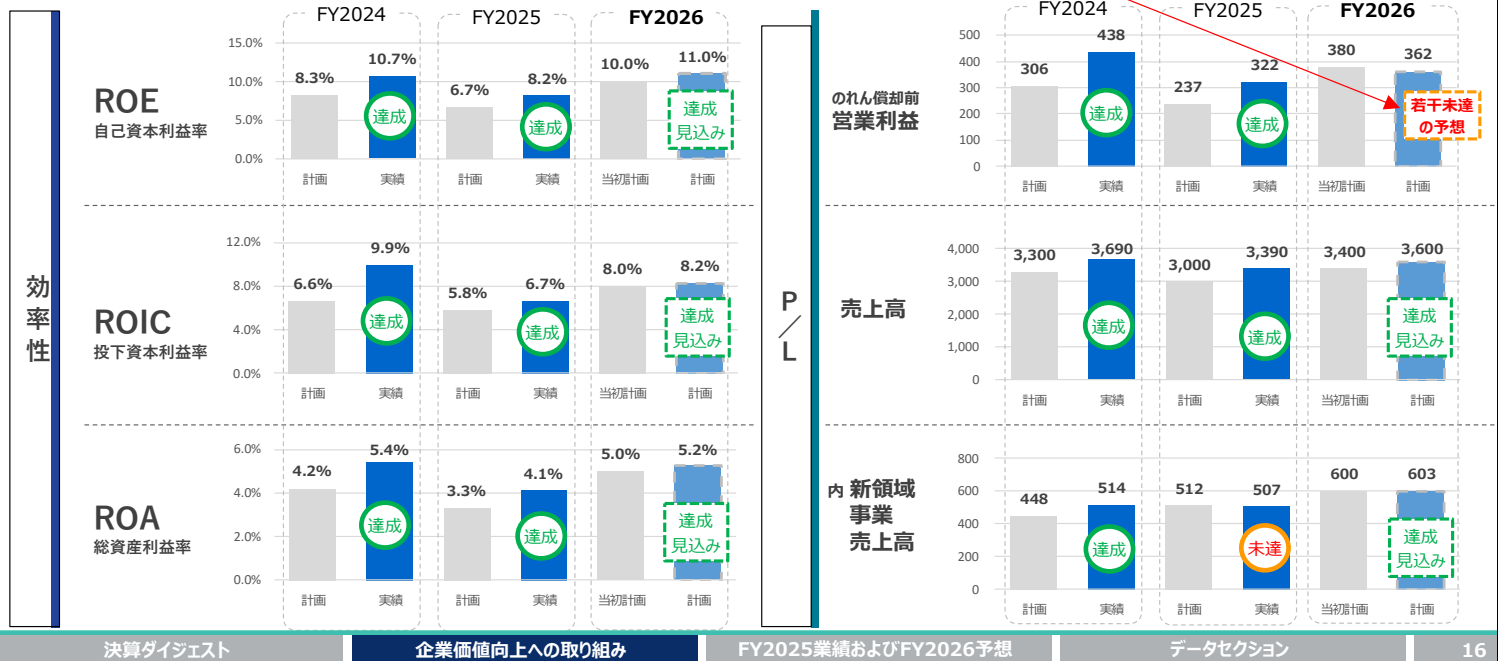 効率性
FY2024
FY2025
FY2026
ROE
自己資本利益率
15.0%
10.0%
5.0%
0.0%
8.3%
10.7%
6.7%
8.2%
10.0%
11.0%
達成
達成
達成
見込み
計画
実績
計画
実績
当初計画
計画
ROIC
投下資本利益率
12.0%
8.0%
4.0%
0.0%
6.6%
9.9%
5.8%
6.7%
8.0%
8.2%
達成
達成
達成
見込み
計画
実績
計画
実績
当初計画
計画
ROA
総資産利益率
6.0%
4.0%
2.0%
0.0%
4.2%
5.4%
3.3%
4.1%
5.0%
5.2%
達成
達成
達成
見込み
計画
実績
計画
実績
当初計画
計画
P/L
FY2024
FY2025
FY2026
のれん償却前
営業利益
500
400
300
200
100
0
306
438
237
322
380
362
達成
達成
若干未達
の予想
計画
実績
計画
実績
当初計画
計画
売上高
4,000
3,000
2,000
1,000
0
3,300
3,690
3,000
3,390
3,400
3,600
達成
達成
達成
見込み
計画
実績
計画
実績
当初計画
計画
内 新領域
事業
売上高
800
600
400
200
0
448
514
512
507
600
603
達成
未達
達成
見込み
計画
実績
計画
実績
当初計画
計画
決算ダイジェスト
企業価値向上への取り組み
FY2025業績およびFY2026予想
データセクション
16